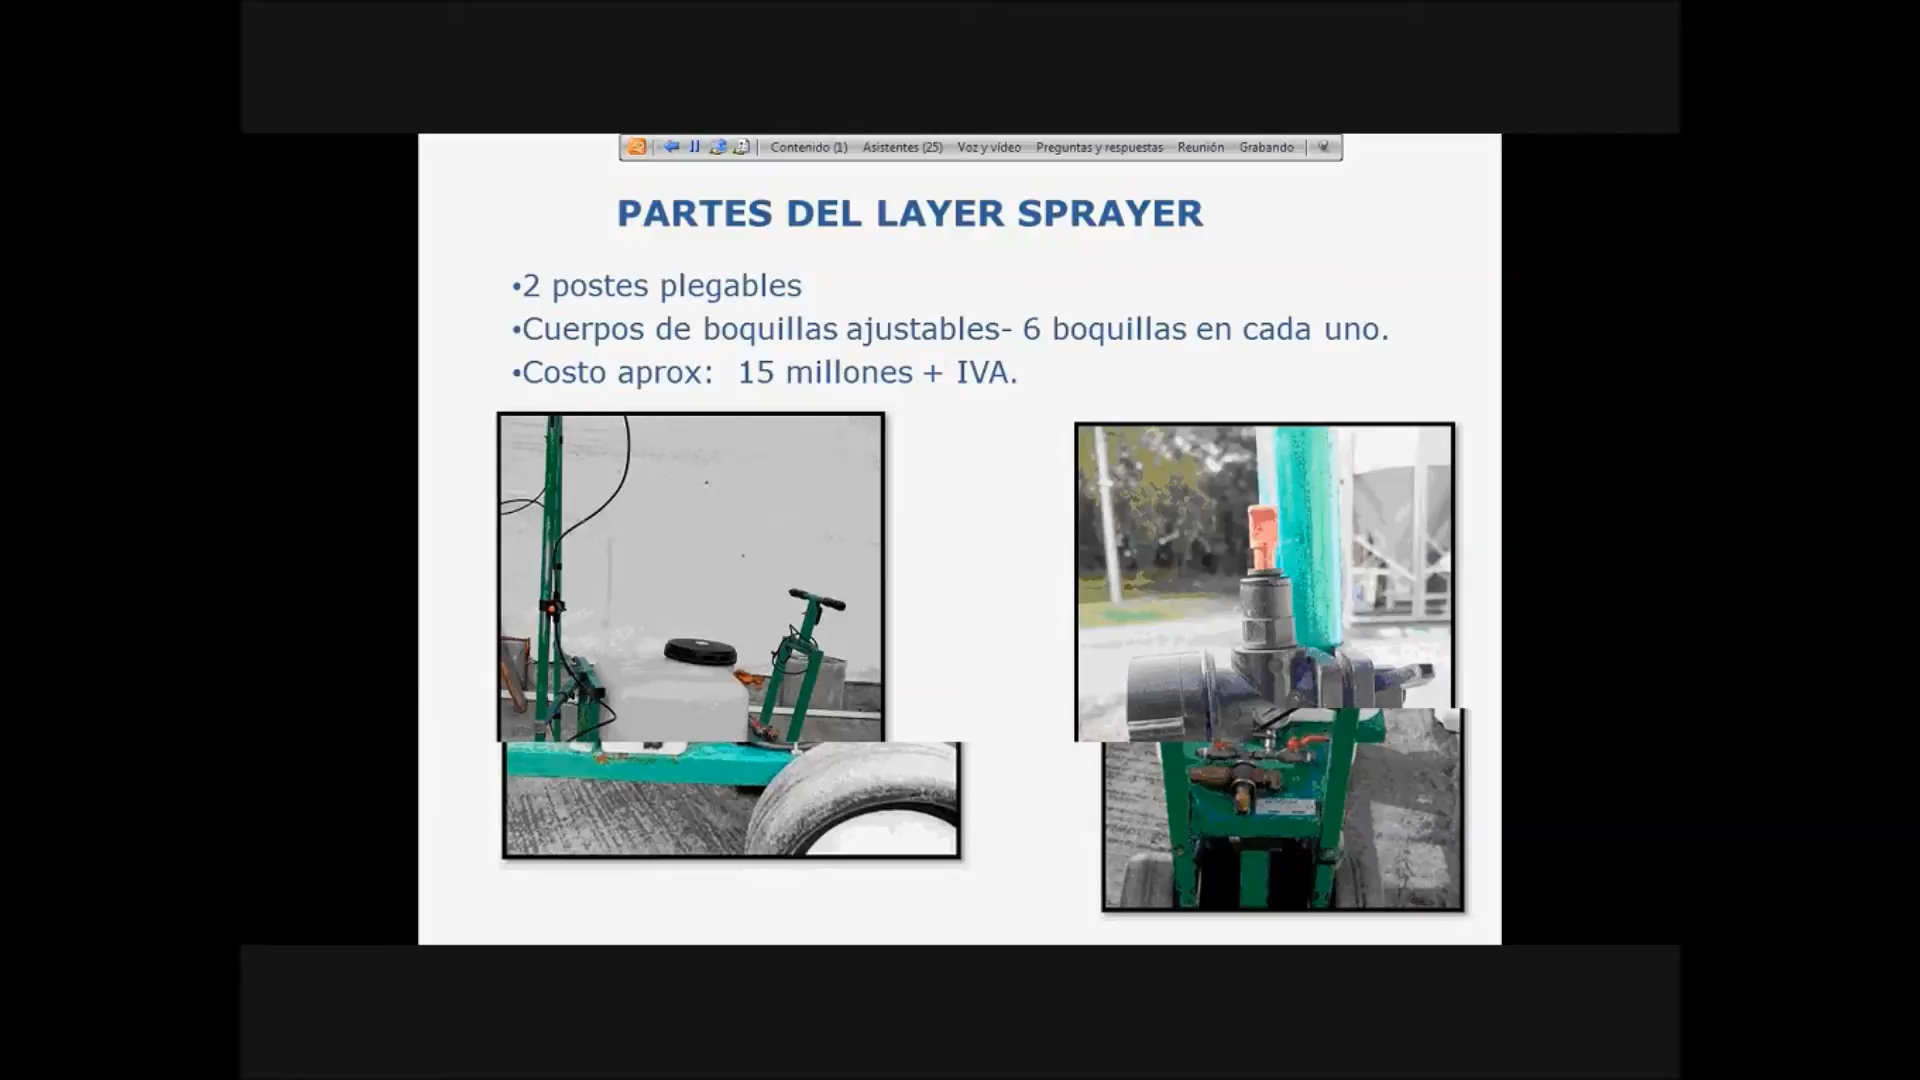 Contenido (1) Asistentes (25) Voz y vídeo Preguntas y respuestas Reunión Grabando
PARTES DEL LAYER SPRAYER
•2 postes plegables
•Cuerpos de boquillas ajustables- 6 boquillas en cada uno.
•Costo aprox: 15 millones + IVA.